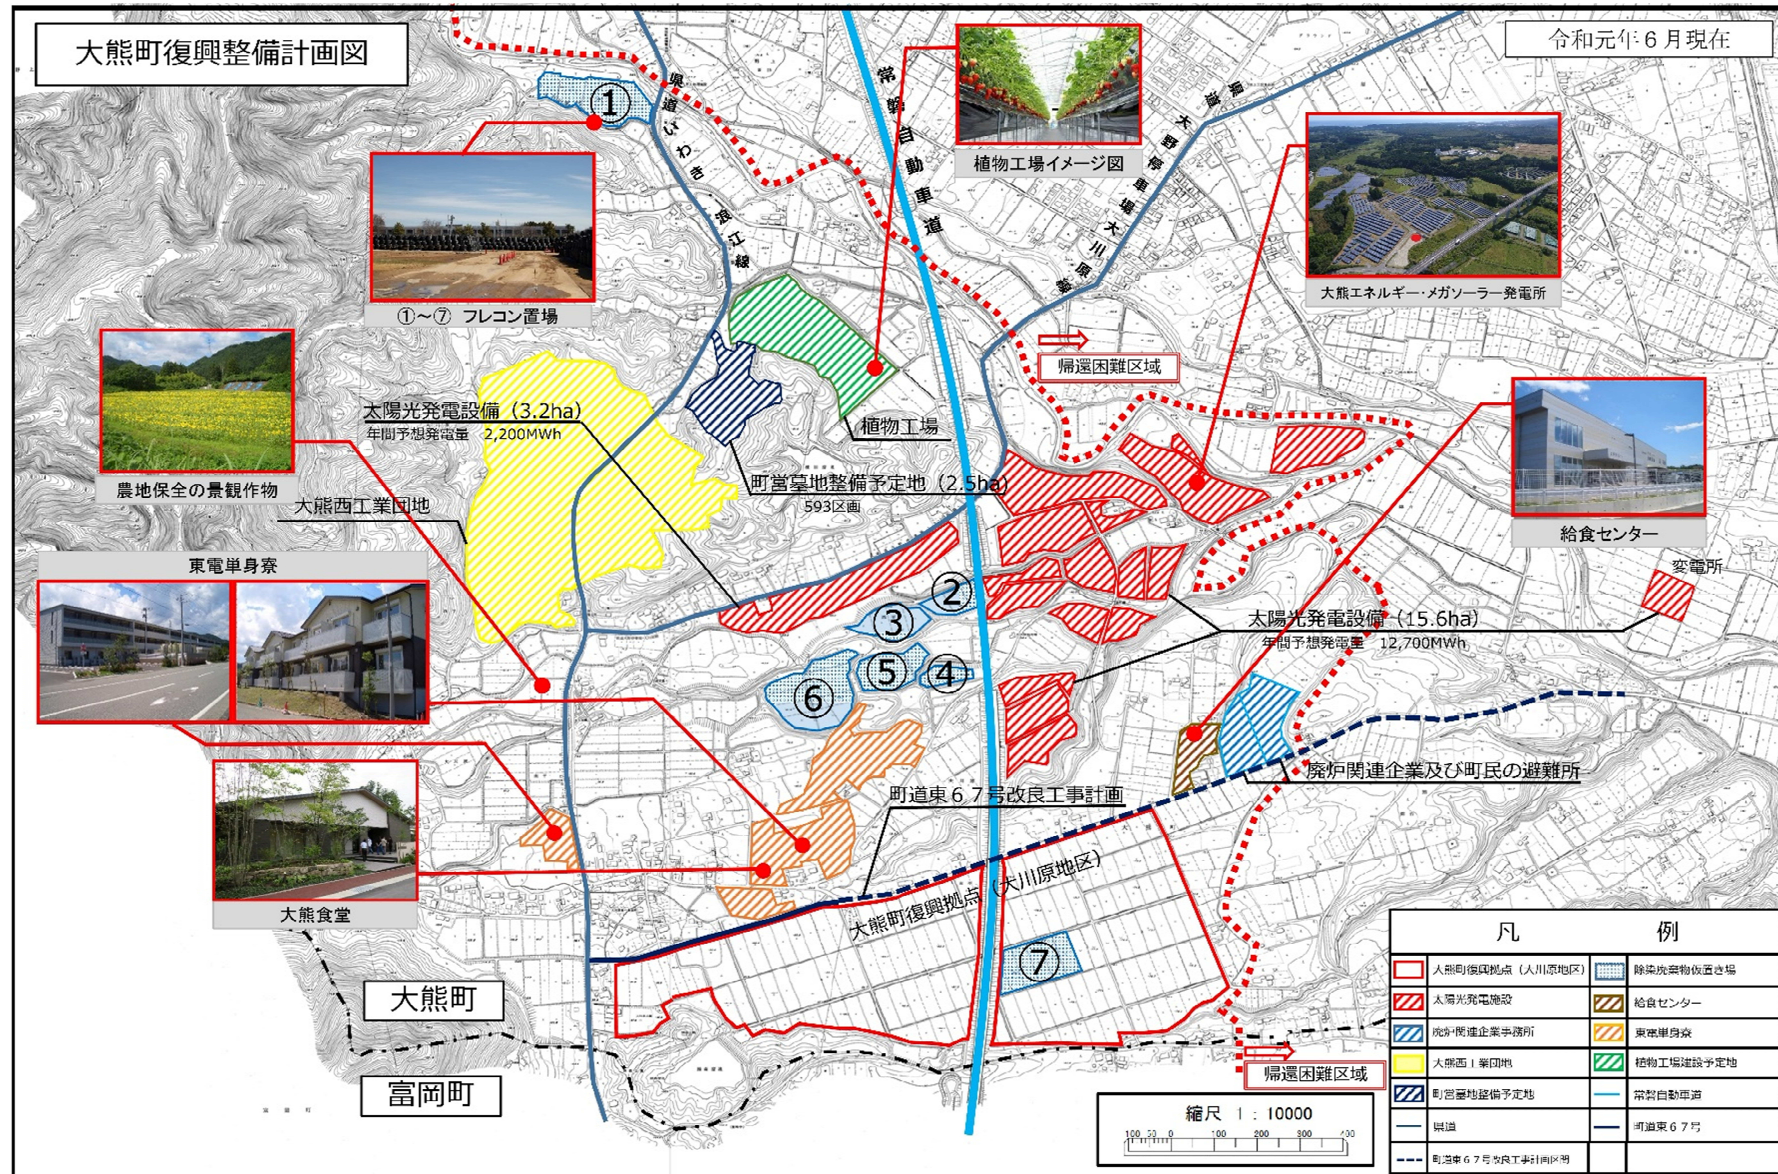 大熊町復興整備計画図
令和元年6月現在
①
県道いわき・浪江線
常磐自動車道
植物工場イメージ図
県道
大野停車場大川原線
大熊エネルギー・メガソーラー発電所
①～⑦ フレコン置場
帰還困難区域
太陽光発電設備（3.2ha）
年間予想発電量 2,200MWh
植物工場
農地保全の景観作物
大熊西工業団地
町営墓地整備予定地（2.5ha）
593区画
給食センター
東電単身寮
変電所
②
③
太陽光発電設備（15.6ha）
年間予想発電量 12,700MWh
⑤
④
⑥
廃炉関連企業及び町民の避難所
町道東67号改良工事計画
大熊町復興拠点（大川原地区）
大熊食堂
⑦
大熊町
富岡町
帰還困難区域
縮尺 1：10000
100 50 0 100 200 300 400
凡例
大熊町復興拠点（大川原地区）
除染廃棄物仮置き場
太陽光発電施設
給食センター
廃炉関連企業事務所
東電単身寮
大熊西工業団地
植物工場建設予定地
町営墓地整備予定地
常磐自動車道
県道
町道東67号
町道東67号改良工事計画区間